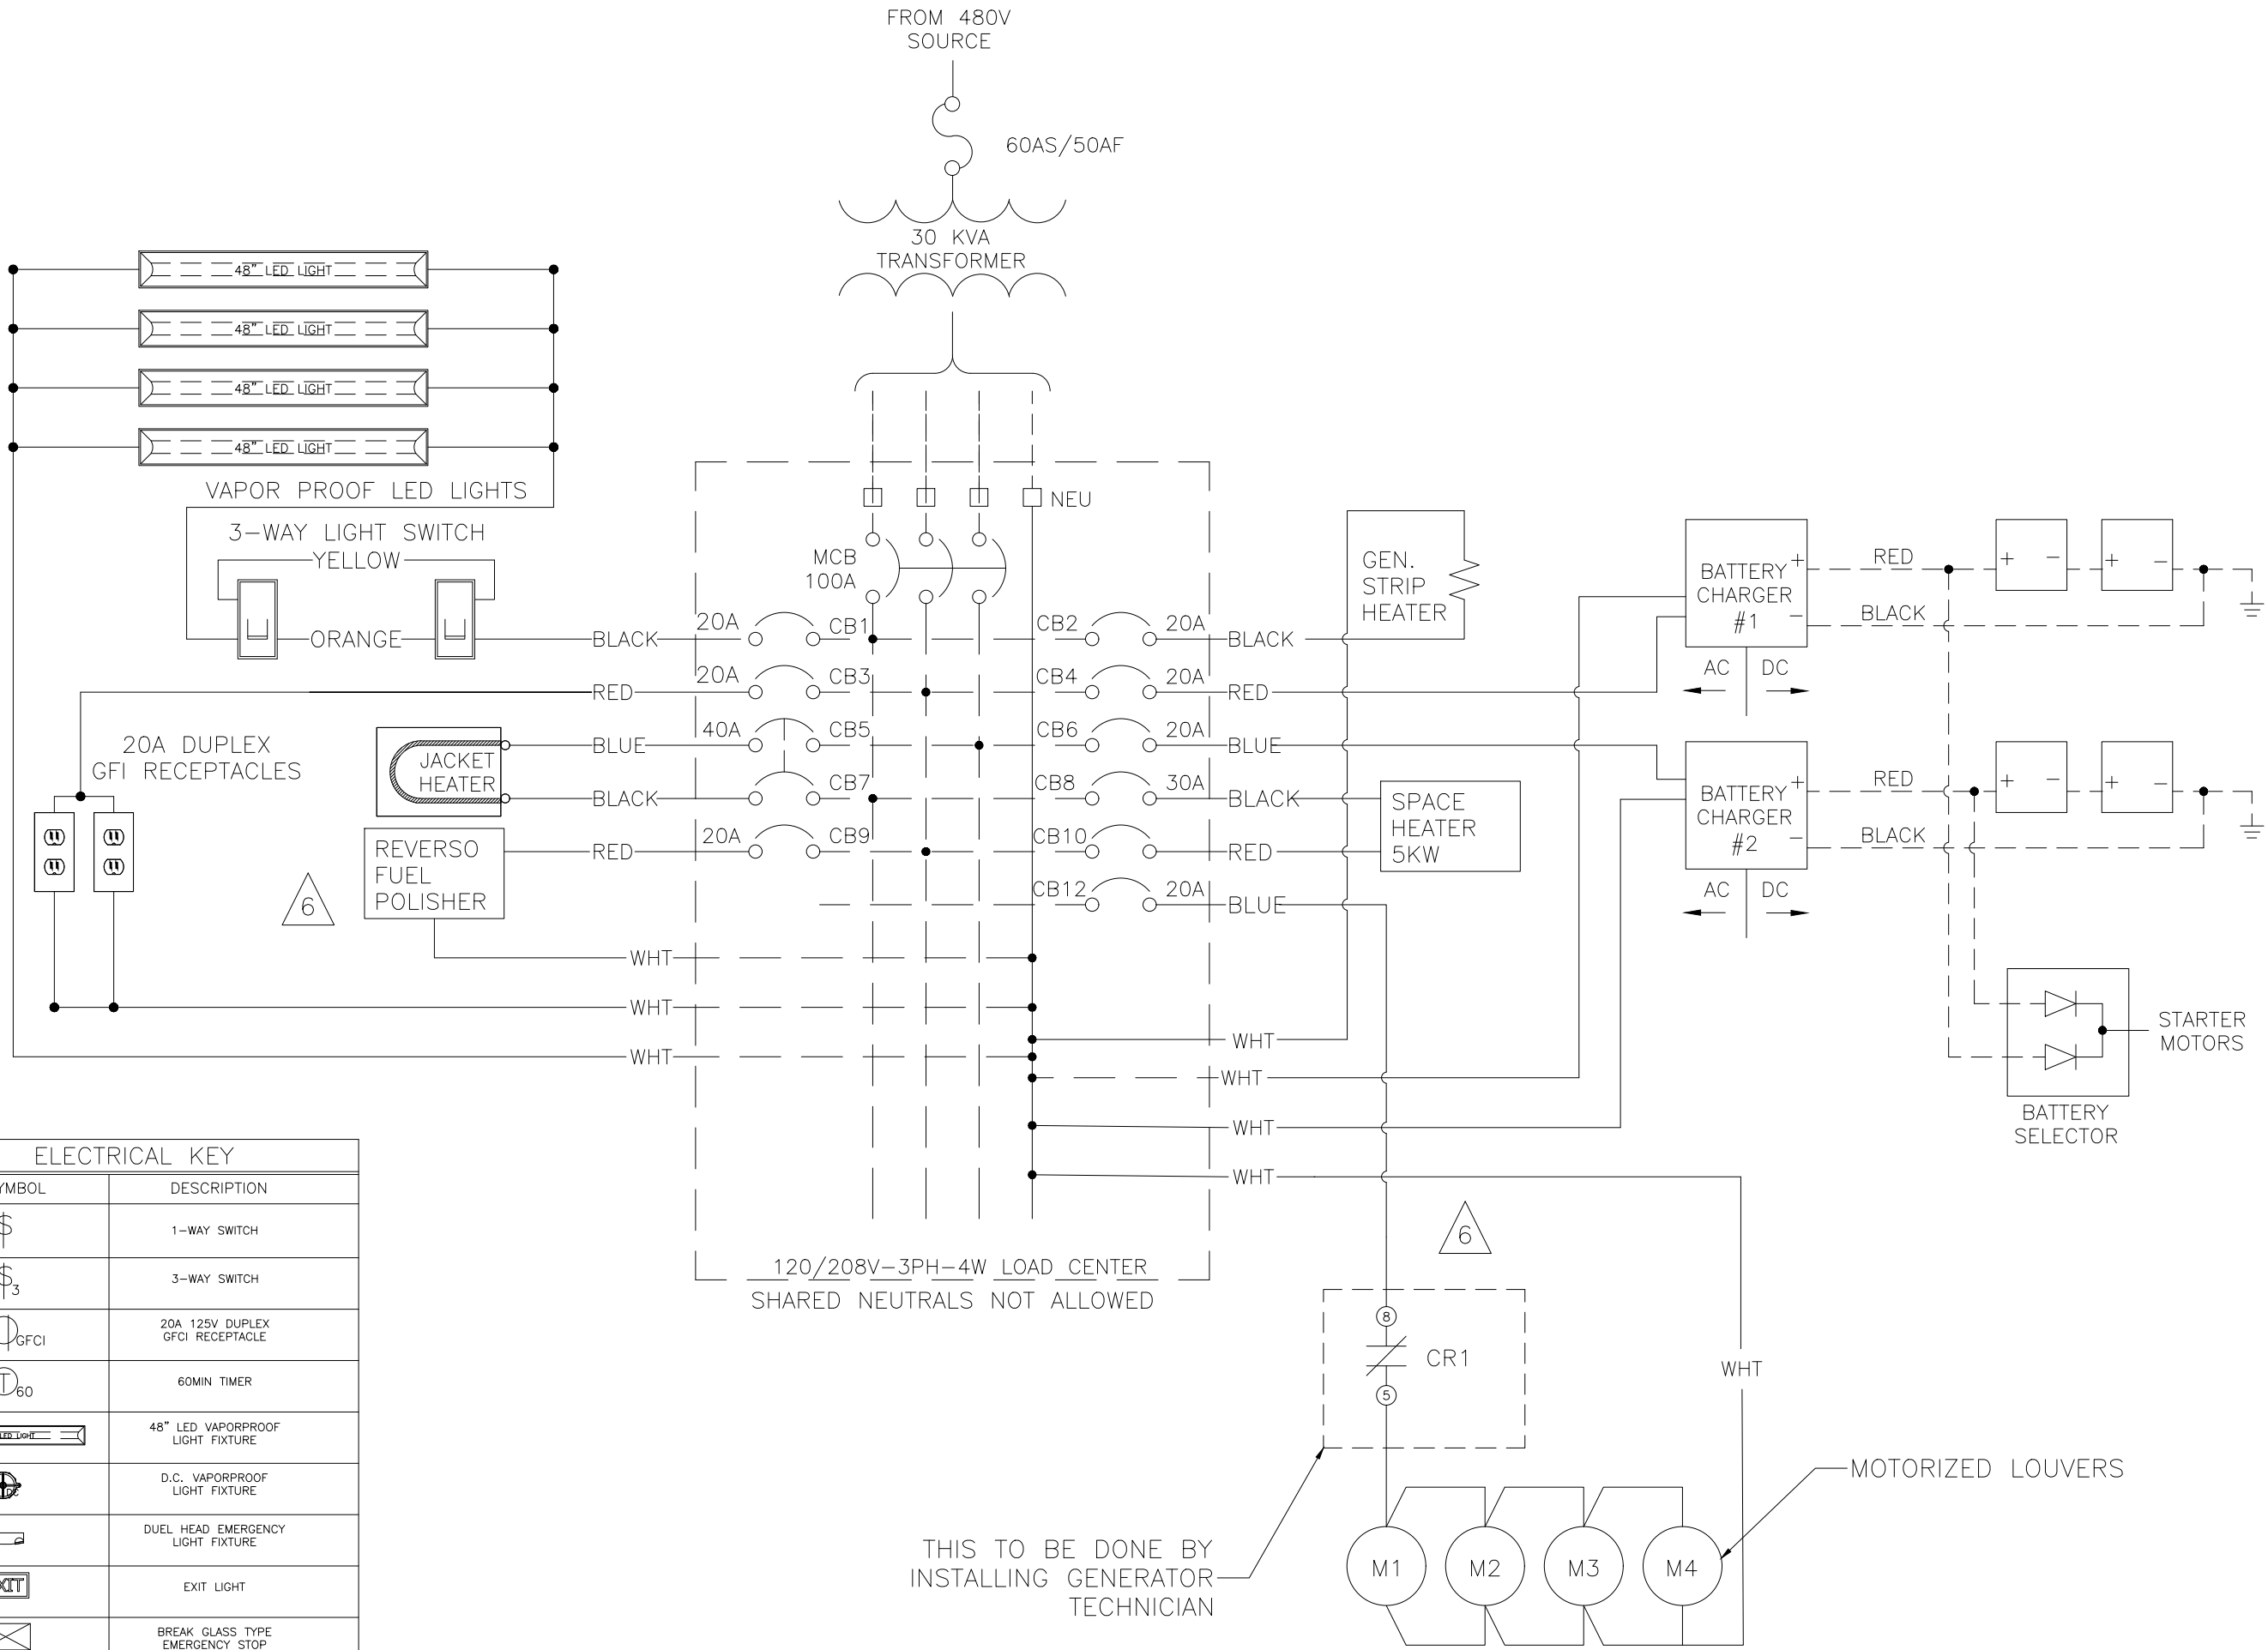 FROM 480V
SOURCE
60AS/50AF
30 KVA
TRANSFORMER
48" LED LIGHT
48" LED LIGHT
48" LED LIGHT
48" LED LIGHT
VAPOR PROOF LED LIGHTS
3-WAY LIGHT SWITCH
YELLOW
ORANGE
BLACK
RED
20A DUPLEX
GFI RECEPTACLES
JACKET
HEATER
BLUE
BLACK
REVERSO
FUEL
POLISHER
RED
6
WHT
WHT
WHT
NEU
MCB
100A
20A CB1
CB2 20A
20A CB3
CB4 20A
40A CB5
CB6 20A
CB7
CB8 30A
20A CB9
CB10
CB12 20A
BLACK
RED
BLUE
BLACK
RED
BLUE
WHT
WHT
WHT
WHT
120/208V-3PH-4W LOAD CENTER
SHARED NEUTRALS NOT ALLOWED
GEN.
STRIP
HEATER
SPACE
HEATER
5KW
BATTERY +
CHARGER
#1 −
AC DC
RED
BLACK
+ −
+ −
BATTERY +
CHARGER
#2 −
AC DC
RED
BLACK
+ −
+ −
STARTER
MOTORS
BATTERY
SELECTOR
6
8
CR1
5
WHT
MOTORIZED LOUVERS
M1
M2
M3
M4
THIS TO BE DONE BY
INSTALLING GENERATOR
TECHNICIAN
ELECTRICAL KEY
YMBOL DESCRIPTION
$ 1-WAY SWITCH
$3 3-WAY SWITCH
GFCI 20A 125V DUPLEX
GFCI RECEPTACLE
T60 60MIN TIMER
LED LIGHT 48" LED VAPORPROOF
LIGHT FIXTURE
DC D.C. VAPORPROOF
LIGHT FIXTURE
DUEL HEAD EMERGENCY
LIGHT FIXTURE
XIT EXIT LIGHT
BREAK GLASS TYPE
EMERGENCY STOP